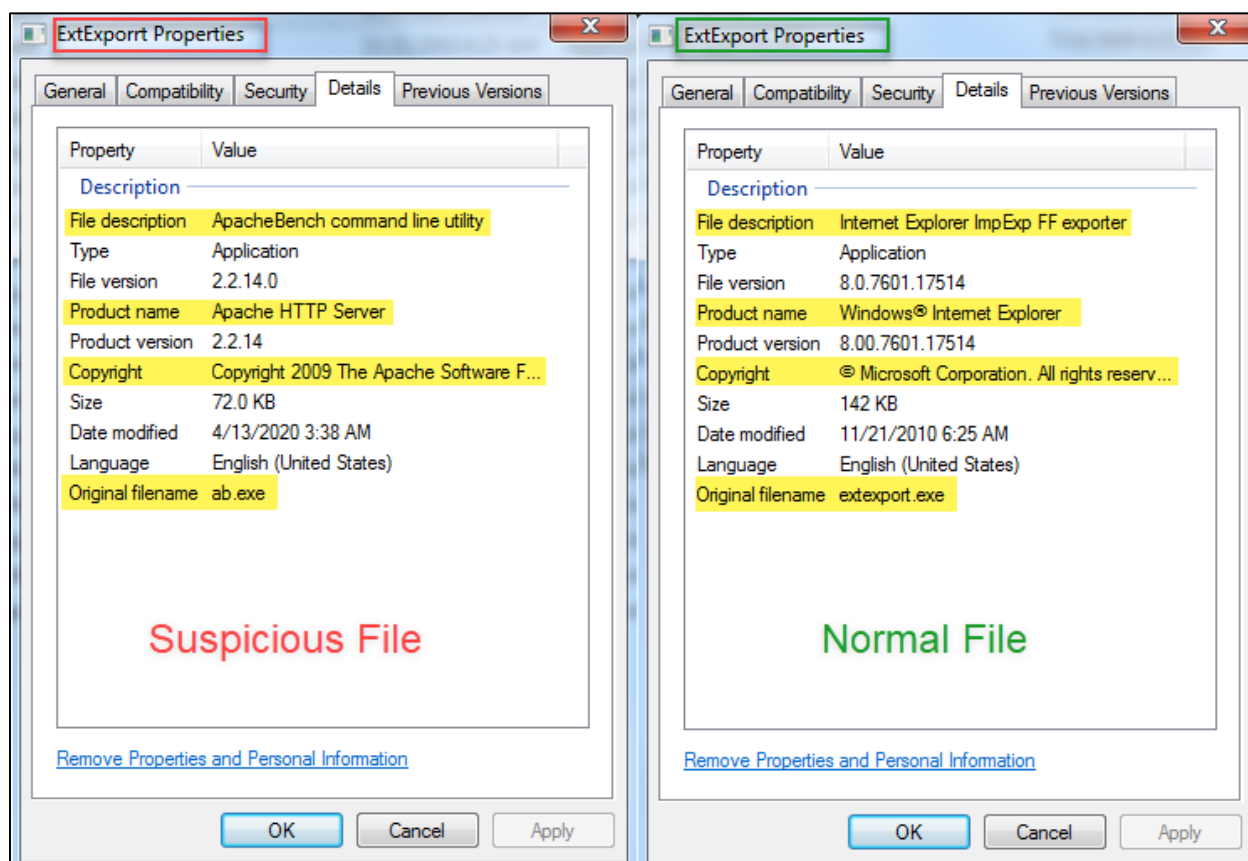 ExtExporrt Properties
General Compatibility Security Details Previous Versions
Property Value
Description
File description ApacheBench command line utility
Type Application
File version 2.2.14.0
Product name Apache HTTP Server
Product version 2.2.14
Copyright Copyright 2009 The Apache Software F...
Size 72.0 KB
Date modified 4/13/2020 3:38 AM
Language English (United States)
Original filename ab.exe
Suspicious File
Remove Properties and Personal Information
OK Cancel Apply
ExtExport Properties
General Compatibility Security Details Previous Versions
Property Value
Description
File description Internet Explorer ImpExp FF exporter
Type Application
File version 8.0.7601.17514
Product name Windows® Internet Explorer
Product version 8.00.7601.17514
Copyright © Microsoft Corporation. All rights reserv...
Size 142 KB
Date modified 11/21/2010 6:25 AM
Language English (United States)
Original filename extexport.exe
Normal File
Remove Properties and Personal Information
OK Cancel Apply